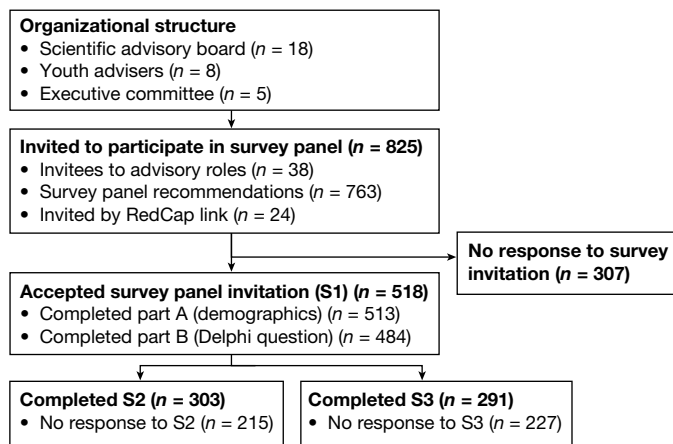 Organizational structure
• Scientific advisory board (n = 18)
• Youth advisers (n = 8)
• Executive committee (n = 5)
Invited to participate in survey panel (n = 825)
• Invitees to advisory roles (n = 38)
• Survey panel recommendations (n = 763)
• Invited by RedCap link (n = 24)
No response to survey
invitation (n = 307)
Accepted survey panel invitation (S1) (n = 518)
• Completed part A (demographics) (n = 513)
• Completed part B (Delphi question) (n = 484)
Completed S2 (n = 303)
• No response to S2 (n = 215)
Completed S3 (n = 291)
• No response to S3 (n = 227)